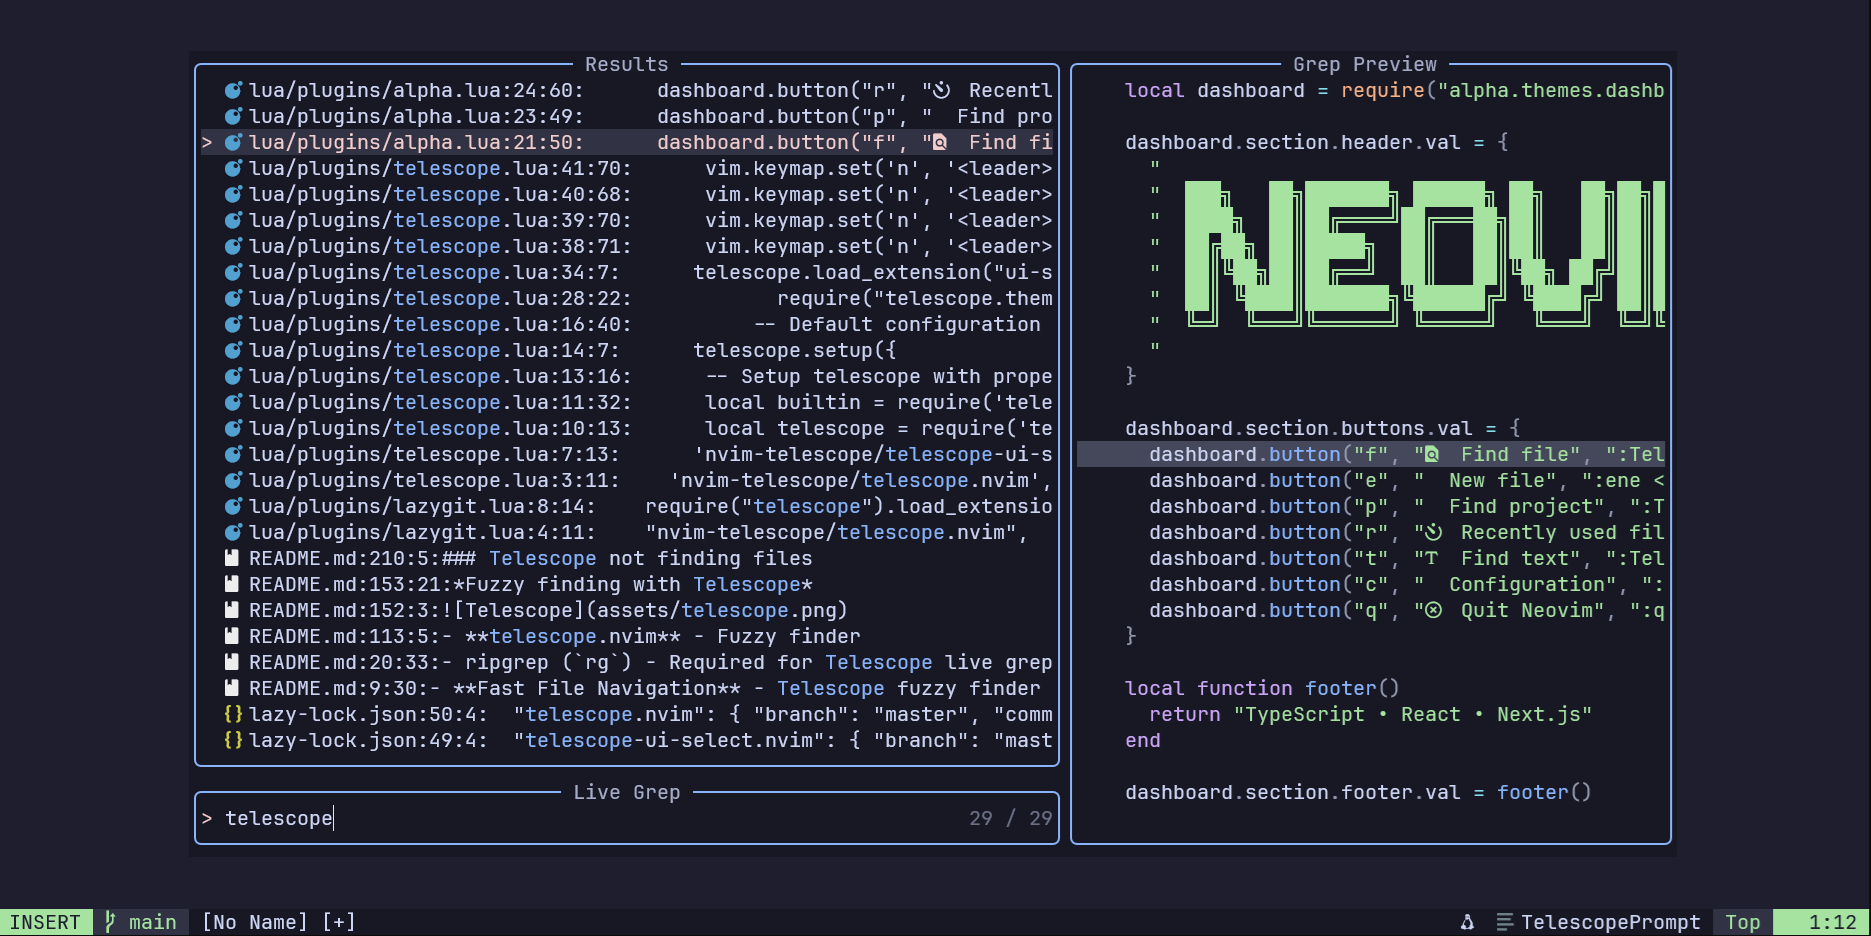 Results
lua/plugins/alpha.lua:24:60: dashboard.button("r", " Recentl
lua/plugins/alpha.lua:23:49: dashboard.button("p", " Find pro
> lua/plugins/alpha.lua:21:50: dashboard.button("f", " Find fi
lua/plugins/telescope.lua:41:70: vim.keymap.set('n', '<leader>
lua/plugins/telescope.lua:40:68: vim.keymap.set('n', '<leader>
lua/plugins/telescope.lua:39:70: vim.keymap.set('n', '<leader>
lua/plugins/telescope.lua:38:71: vim.keymap.set('n', '<leader>
lua/plugins/telescope.lua:34:7: telescope.load_extension("ui-s
lua/plugins/telescope.lua:28:22: require("telescope.them
lua/plugins/telescope.lua:16:40: -- Default configuration
lua/plugins/telescope.lua:14:7: telescope.setup({
lua/plugins/telescope.lua:13:16: -- Setup telescope with prope
lua/plugins/telescope.lua:11:32: local builtin = require('tele
lua/plugins/telescope.lua:10:13: local telescope = require('te
lua/plugins/telescope.lua:7:13: 'nvim-telescope/telescope-ui-s
lua/plugins/telescope.lua:3:11: 'nvim-telescope/telescope.nvim',
lua/plugins/lazygit.lua:8:14: require("telescope").load_extensio
lua/plugins/lazygit.lua:4:11: "nvim-telescope/telescope.nvim",
README.md:210:5:### Telescope not finding files
README.md:153:21:*Fuzzy finding with Telescope*
README.md:152:3:![Telescope](assets/telescope.png)
README.md:113:5:- **telescope.nvim** - Fuzzy finder
README.md:20:33:- ripgrep (`rg`) - Required for Telescope live grep
README.md:9:30:- **Fast File Navigation** - Telescope fuzzy finder
{} lazy-lock.json:50:4: "telescope.nvim": { "branch": "master", "comm
{} lazy-lock.json:49:4: "telescope-ui-select.nvim": { "branch": "mast
Live Grep
> telescope 29 / 29
Grep Preview
local dashboard = require("alpha.themes.dashb
dashboard.section.header.val = {
"
"
"
" NEOVI
"
"
"
"
}
dashboard.section.buttons.val = {
dashboard.button("f", " Find file", ":Tel
dashboard.button("e", " New file", ":ene <
dashboard.button("p", " Find project", ":T
dashboard.button("r", " Recently used fil
dashboard.button("t", " Find text", ":Tel
dashboard.button("c", " Configuration", ":
dashboard.button("q", " Quit Neovim", ":q
}
local function footer()
return "TypeScript • React • Next.js"
end
dashboard.section.footer.val = footer()
INSERT main [No Name] [+] TelescopePrompt Top 1:12